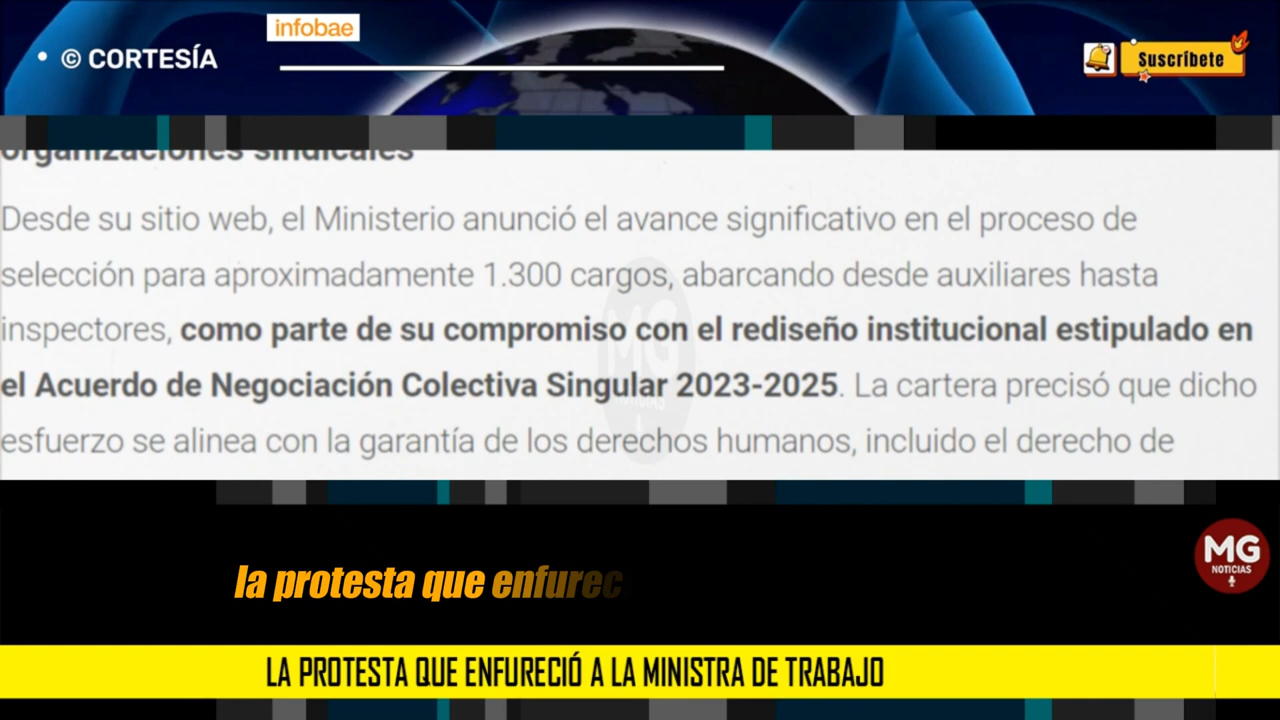 infobae
• © CORTESÍA
Suscríbete
organizaciones sindicales
Desde su sitio web, el Ministerio anunció el avance significativo en el proceso de
selección para aproximadamente 1.300 cargos, abarcando desde auxiliares hasta
inspectores, como parte de su compromiso con el rediseño institucional estipulado en
el Acuerdo de Negociación Colectiva Singular 2023-2025. La cartera precisó que dicho
esfuerzo se alinea con la garantía de los derechos humanos, incluido el derecho de
MG
NOTICIAS
la protesta que enfurec
MG
NOTICIAS
LA PROTESTA QUE ENFURECIÓ A LA MINISTRA DE TRABAJO